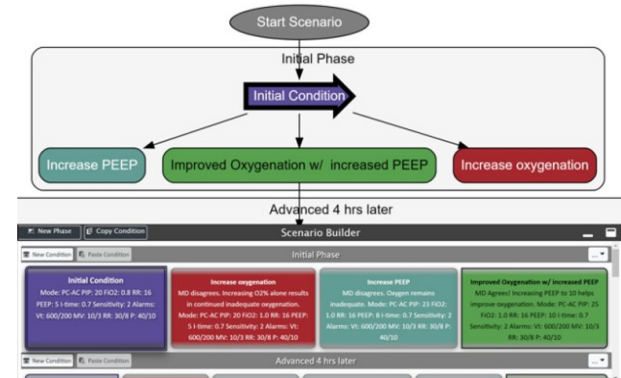 Start Scenario
Initial Phase
Initial Condition
Increase PEEP
Improved Oxygenation w/ increased PEEP
Increase oxygenation
Advanced 4 hrs later
New Phase
Copy Condition
Scenario Builder
New Condition
Paste Condition
Initial Phase
...
Initial Condition
Mode: PC-AC PIP: 20 FiO2: 0.8 RR: 16
PEEP: 5 I-time: 0.7 Sensitivity: 2 Alarms:
Vt: 600/200 MV: 10/3 RR: 30/8 P: 40/10
Increase oxygenation
MD disagrees. Increasing O2% alone results
in continued inadequate oxygenation.
Mode: PC-AC PIP: 20 FiO2: 1.0 RR: 16 PEEP:
5 I-time: 0.7 Sensitivity: 2 Alarms: Vt:
600/200 MV: 10/3 RR: 30/8 P: 40/10
Increase PEEP
MD disagrees. Oxygen remains
inadequate. Mode: PC-AC PIP: 23 FiO2:
1.0 RR: 16 PEEP: 8 I-time: 0.7
Sensitivity: 2 Alarms: Vt: 600/200 MV:
10/3 RR: 30/8 P: 40/10
Improved Oxygenation w/ increased PEEP
MD Agrees! Increasing PEEP to 10 helps
improve oxygenation. Mode: PC-AC PIP: 25
FiO2: 1.0 RR: 16 PEEP: 10 I-time: 0.7
Sensitivity: 2 Alarms: Vt: 600/200 MV: 10/3
RR: 30/8 P: 40/10
New Condition
Paste Condition
Advanced 4 hrs later
...